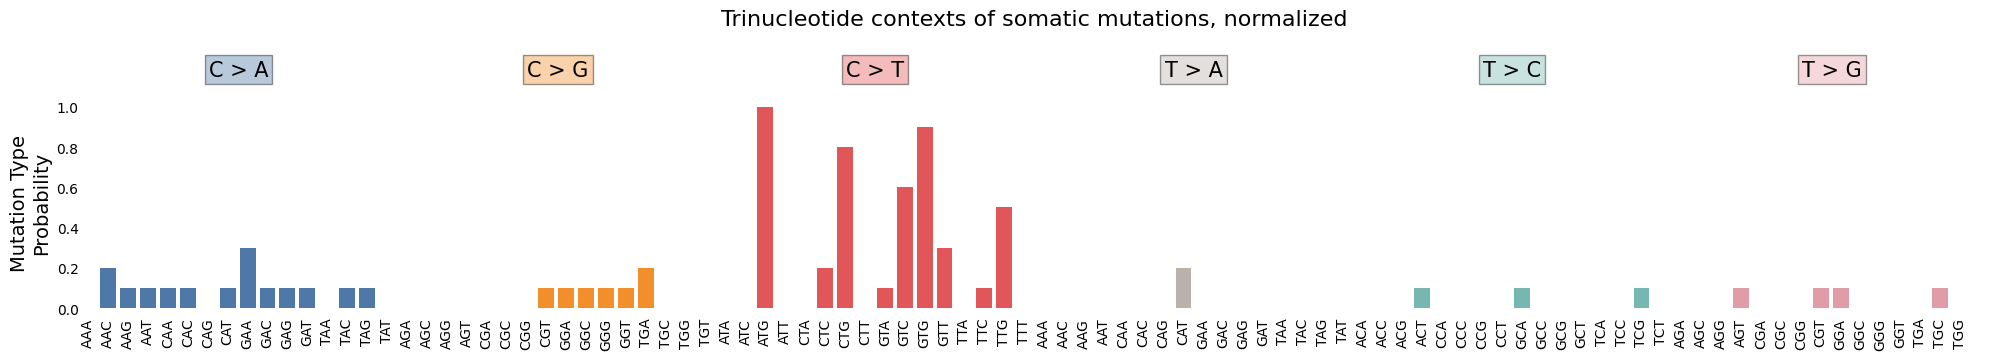 Trinucleotide contexts of somatic mutations, normalized
C > A C > G C > T T > A T > C T > G
Mutation Type
Probability
1.0
0.8
0.6
0.4
0.2
0.0
AAA AAC AAG AAT CAA CAC CAG CAT GAA GAC GAG GAT TAA TAC TAG TAT AGA AGC AGG AGT CGA CGC CGG CGT GGA GGC GGG GGT TGA TGC TGG TGT ATA ATC ATG ATT CTA CTC CTG CTT GTA GTC GTG GTT TTA TTC TTG TTT AAA AAC AAG AAT CAA CAC CAG CAT GAA GAC GAG GAT TAA TAC TAG TAT ACA ACC ACG ACT CCA CCC CCG CCT GCA GCC GCG GCT TCA TCC TCG TCT AGA AGC AGG AGT CGA CGC CGG CGT GGA GGC GGG GGT TGA TGC TGG